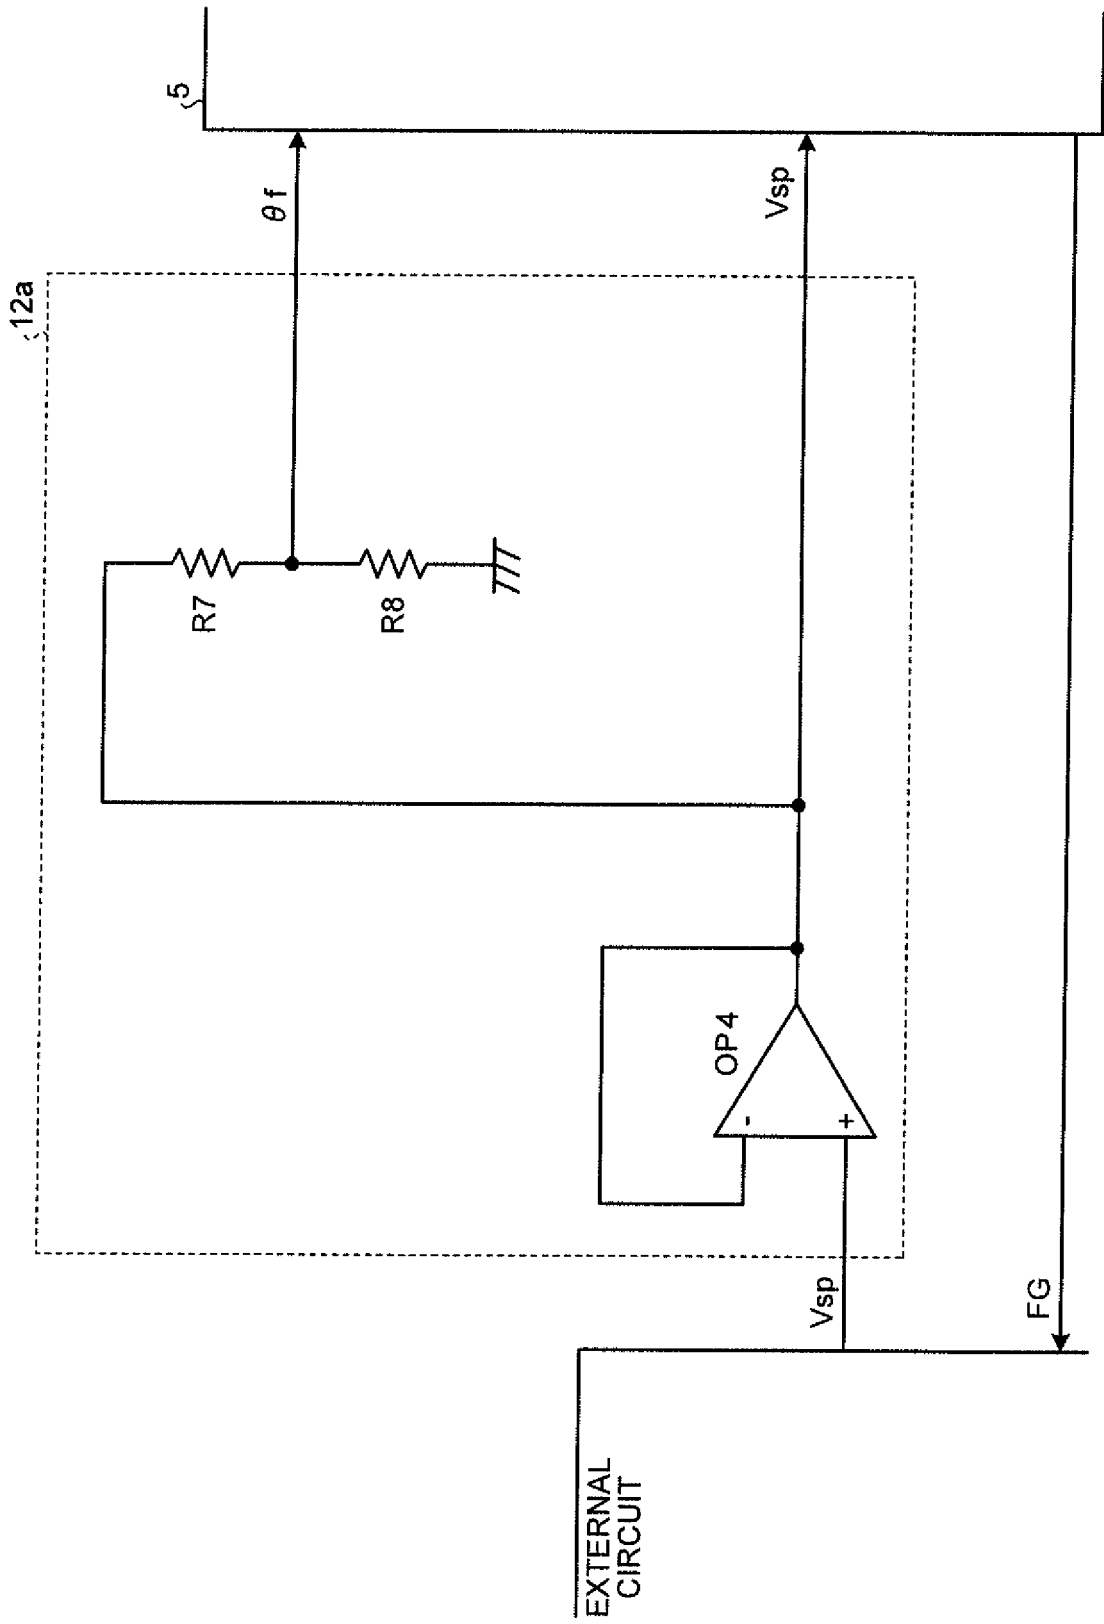 12a
5
θf
R7
R8
Vsp
OP4
-
+
Vsp
FG
EXTERNAL
CIRCUIT